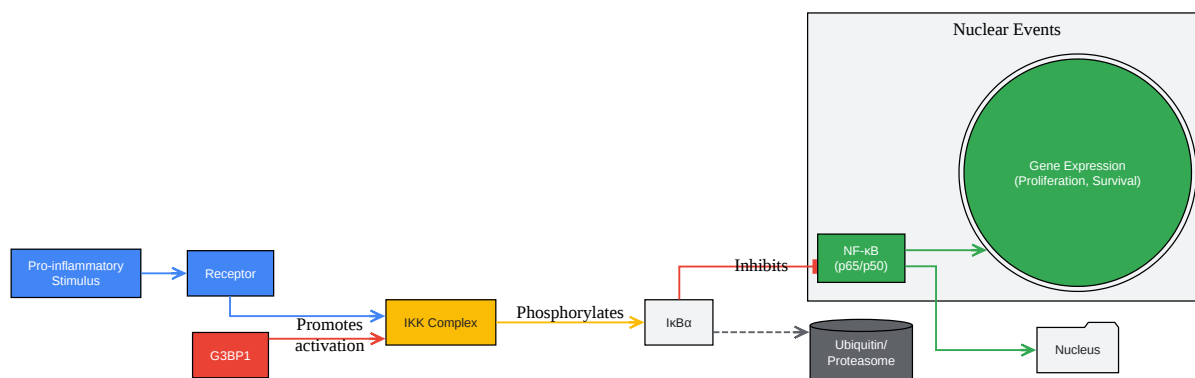 Nuclear Events
Gene Expression
(Proliferation, Survival)
Pro-inflammatory
Stimulus
Receptor
NF-κB
(p65/p50)
Inhibits
Promotes
activation
IKK Complex
Phosphorylates
IκBα
G3BP1
Ubiquitin/
Proteasome
Nucleus